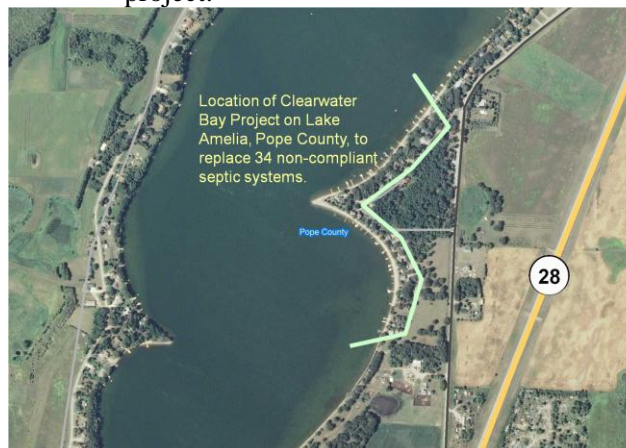 project.
Location of Clearwater
Bay Project on Lake
Amelia, Pope County, to
replace 34 non-compliant
septic systems.
Pope County
28